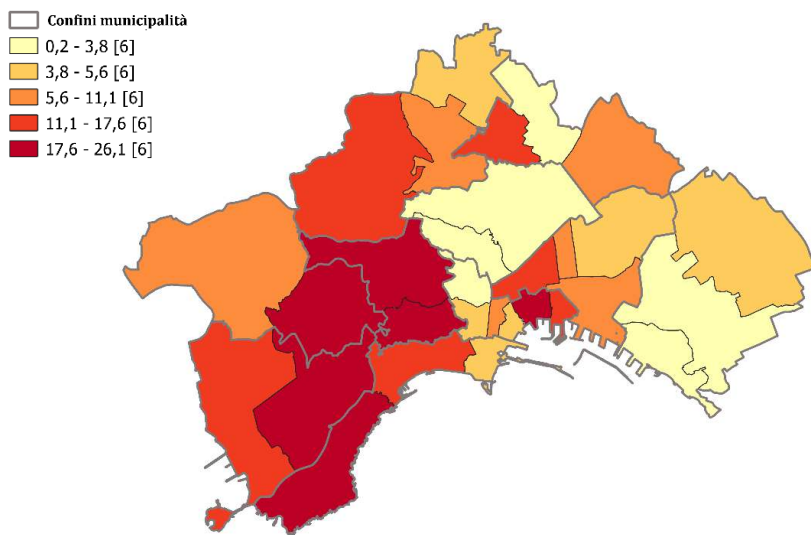 Confini municipalità
0,2 - 3,8 [6]
3,8 - 5,6 [6]
5,6 - 11,1 [6]
11,1 - 17,6 [6]
17,6 - 26,1 [6]